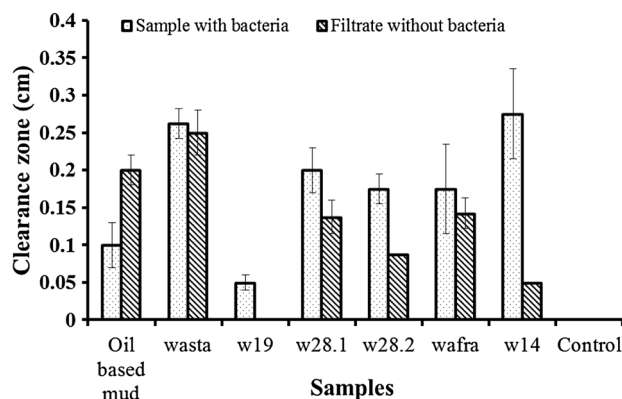 0.4
Sample with bacteria
Filtrate without bacteria
0.35
0.3
0.25
0.2
0.15
0.1
0.05
0
Clearance zone (cm)
Oil based mud
wasta
w19
w28.1
w28.2
wafra
w14
Control
Samples